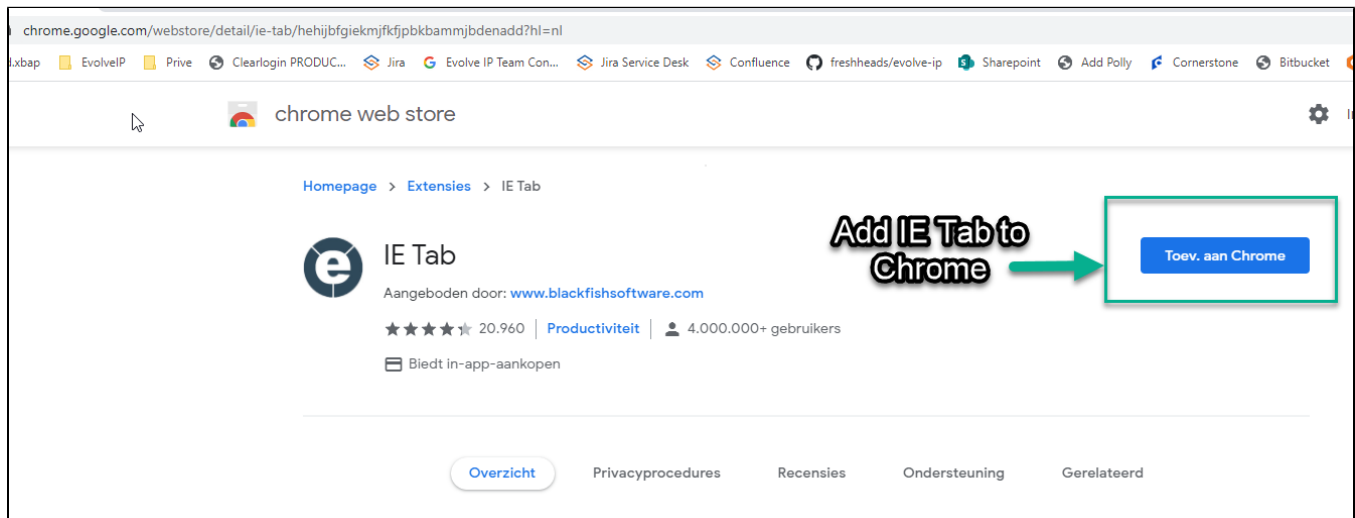 chrome.google.com/webstore/detail/ie-tab/hehijbfgiekmjfkfjpbkbammjbdenadd?hl=nl
d.xbap EvolveIP Prive Clearlogin PRODUC... Jira Evolve IP Team Con... Jira Service Desk Confluence freshheads/evolve-ip Sharepoint Add Polly Cornerstone Bitbucket
chrome web store
Homepage > Extensies > IE Tab
Add IE Tab to
Chrome
Toev. aan Chrome
IE Tab
Aangeboden door: www.blackfishsoftware.com
20.960 Productiviteit 4.000.000+ gebruikers
Biedt in-app-aankopen
Overzicht Privacyprocedures Recensies Ondersteuning Gerelateerd